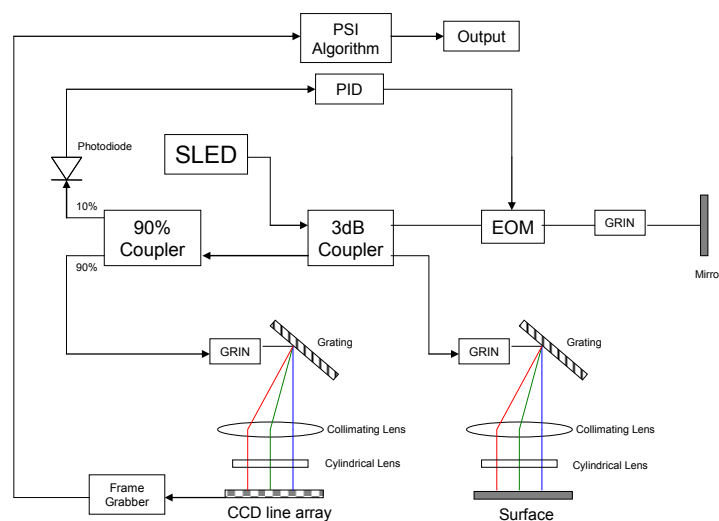 PSI
Algorithm
Output
PID
Photodiode
SLED
10%
90%
Coupler
3dB
Coupler
EOM
GRIN
Mirro
90%
GRIN
Grating
GRIN
Grating
Collimating Lens
Collimating Lens
Cylindrical Lens
Cylindrical Lens
Frame
Grabber
CCD line array
Surface